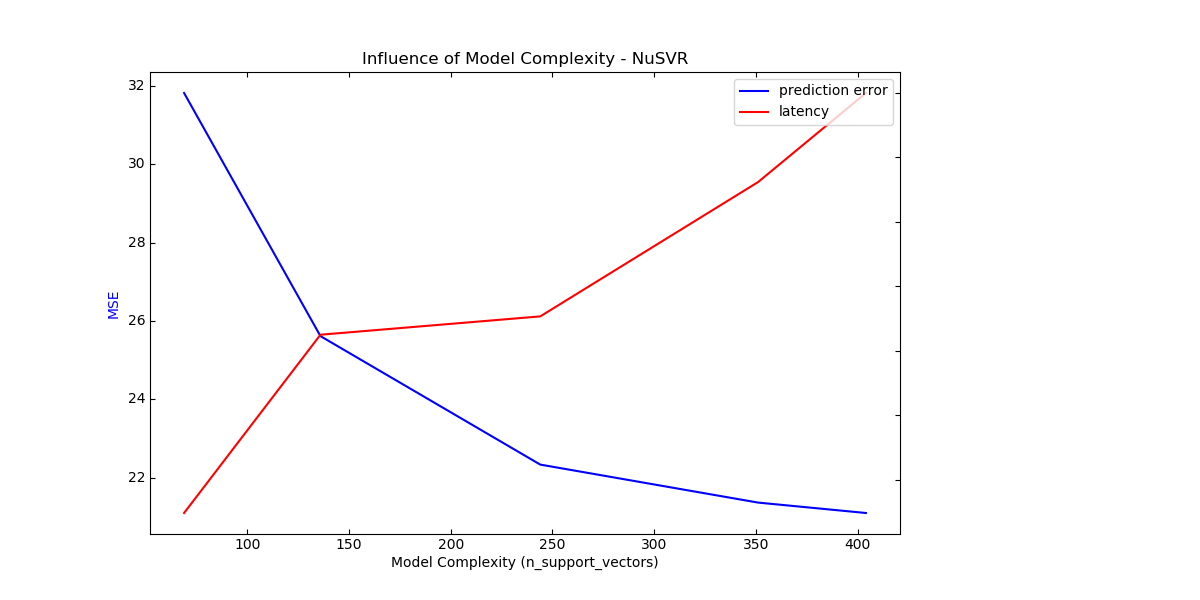 Influence of Model Complexity - NuSVR
prediction error
latency
32
30
28
26
24
22
MSE
100 150 200 250 300 350 400
Model Complexity (n_support_vectors)